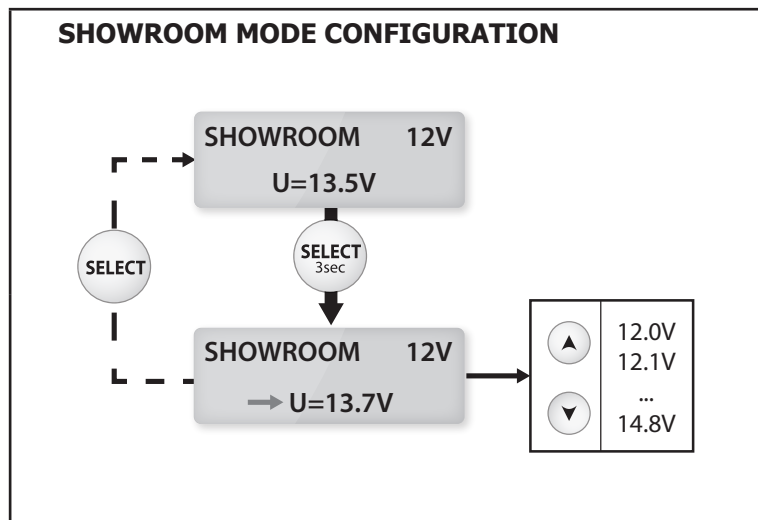 SHOWROOM MODE CONFIGURATION
SHOWROOM 12V
U=13.5V
SELECT
SELECT
3sec
SHOWROOM 12V
U=13.7V
12.0V
12.1V
...
14.8V